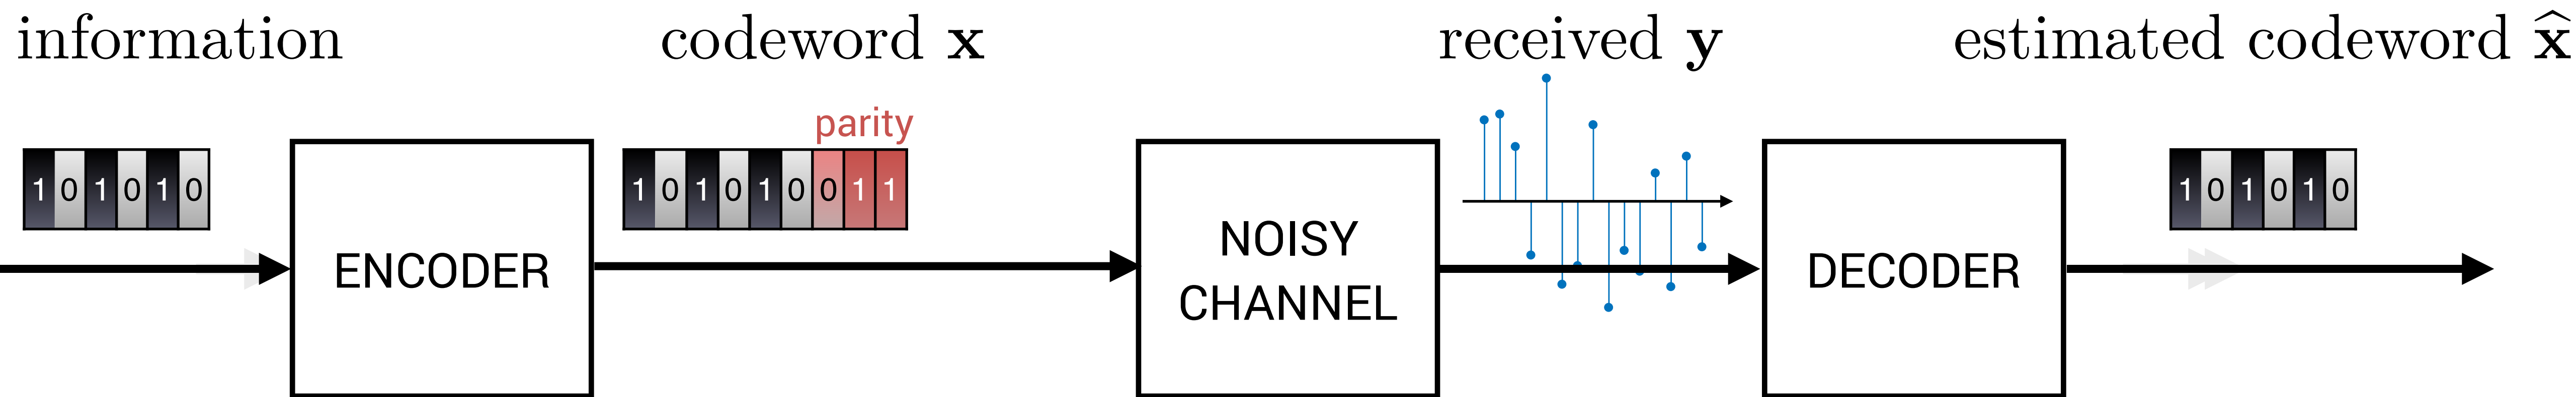 information
codeword x
received y
estimated codeword x̂
parity
1 0 1 0 1 0
ENCODER
1 0 1 0 1 0 0 1 1
NOISY
CHANNEL
DECODER
1 0 1 0 1 0